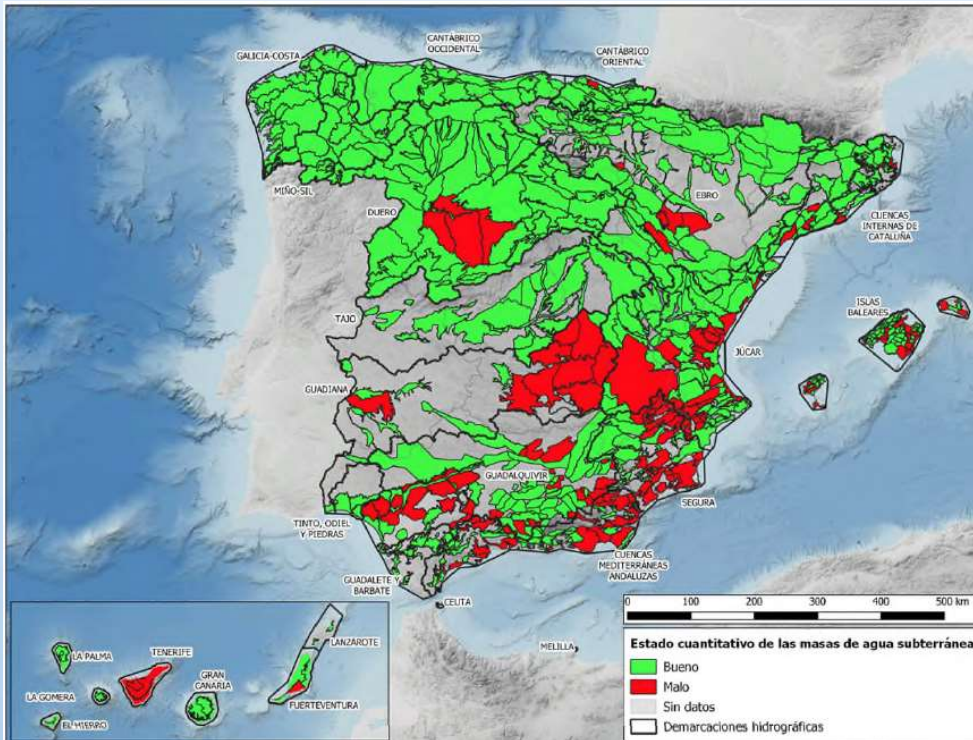 CANTÁBRICO
OCCIDENTAL
CANTÁBRICO
ORIENTAL
GALICIA-COSTA
MIÑO-SIL
DUERO
EBRO
CUENCAS
INTERNAS DE
CATALUÑA
TAJO
ISLAS
BALEARES
JÚCAR
GUADIANA
GUADALQUIVIR
SEGURA
TINTO, ODIEL
Y PIEDRAS
CUENCAS
MEDITERRÁNEAS
ANDALUZAS
GUADALETE Y
BARBATE
CEUTA
MELILLA
LA PALMA
TENERIFE
LANZAROTE
LA GOMERA
GRAN
CANARIA
EL HIERRO
FUERTEVENTURA
0 100 200 300 400 500 km
Estado cuantitativo de las masas de agua subterránea
Bueno
Malo
Sin datos
Demarcaciones hidrográficas